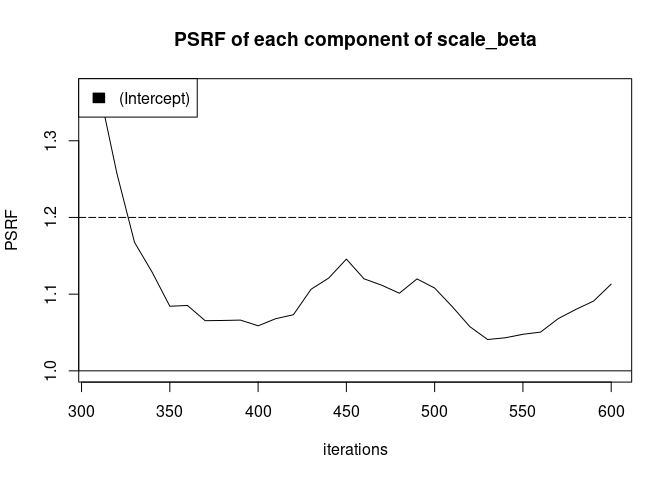 PSRF of each component of scale_beta
(Intercept)
PSRF
1.3
1.2
1.1
1.0
300 350 400 450 500 550 600
iterations